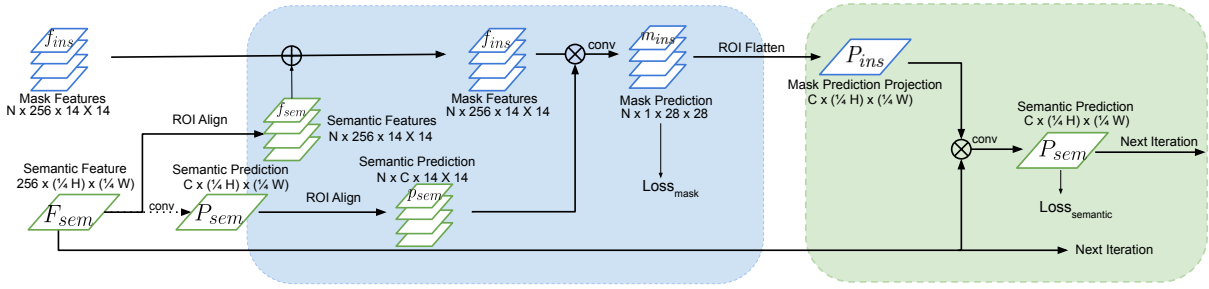 f_ins
Mask Features
N x 256 x 14 X 14
ROI Align
f_sem
Semantic Features
N x 256 x 14 X 14
Semantic Feature
256 x (¼ H) x (¼ W)
F_sem
conv
Semantic Prediction
C x (¼ H) x (¼ W)
P_sem
ROI Align
Semantic Prediction
N x C x 14 X 14
p_sem
f_ins
Mask Features
N x 256 x 14 X 14
conv
m_ins
Mask Prediction
N x 1 x 28 x 28
Loss_mask
ROI Flatten
P_ins
Mask Prediction Projection
C x (¼ H) x (¼ W)
conv
Semantic Prediction
C x (¼ H) x (¼ W)
P_sem
Loss_semantic
Next Iteration
Next Iteration